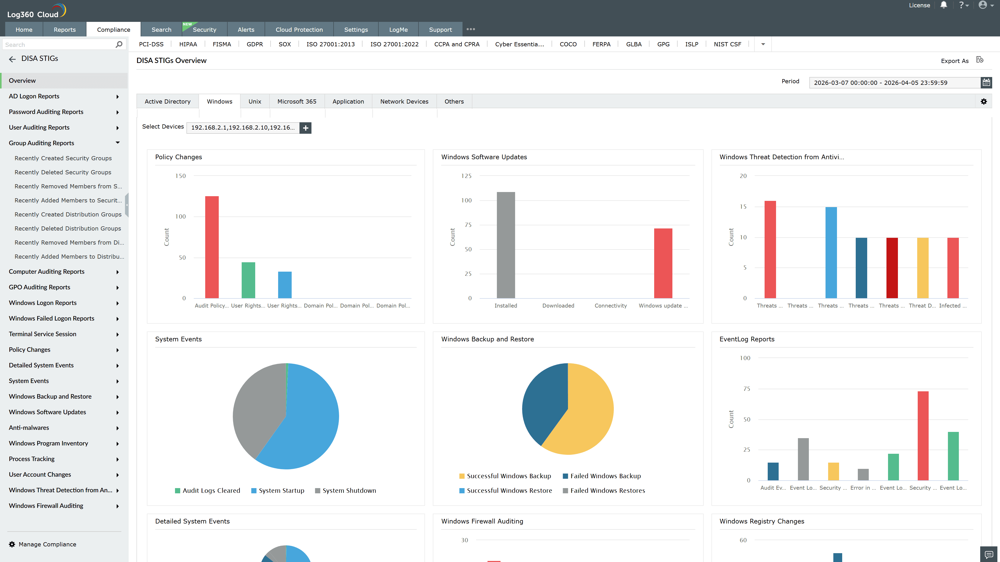 Log360 Cloud
License
?
Home
Reports
Compliance
Search
NEW
Security
Alerts
Cloud Protection
Settings
LogMe
Support
Search
PCI-DSS
HIPAA
FISMA
GDPR
SOX
ISO 27001:2013
ISO 27001:2022
CCPA and CPRA
Cyber Essentia...
COCO
FERPA
GLBA
GPG
ISLP
NIST CSF
DISA STIGs
Overview
AD Logon Reports
Password Auditing Reports
User Auditing Reports
Group Auditing Reports
Recently Created Security Groups
Recently Deleted Security Groups
Recently Removed Members from S...
Recently Added Members to Securit...
Recently Created Distribution Groups
Recently Deleted Distribution Groups
Recently Removed Members from Di...
Recently Added Members to Distribu...
Computer Auditing Reports
GPO Auditing Reports
Windows Logon Reports
Windows Failed Logon Reports
Terminal Service Session
Policy Changes
Detailed System Events
System Events
Windows Backup and Restore
Windows Software Updates
Anti-malwares
Windows Program Inventory
Process Tracking
User Account Changes
Windows Threat Detection from An...
Windows Firewall Auditing
Manage Compliance
DISA STIGs Overview
Export As
Period
2026-03-07 00:00:00 - 2026-04-05 23:59:59
Active Directory
Windows
Unix
Microsoft 365
Application
Network Devices
Others
Select Devices
192.168.2.1,192.168.2.10,192.16...
Policy Changes
150
100
50
0
Count
Audit Policy...
User Rights...
User Rights...
Domain Pol...
Domain Pol...
Domain Pol...
Windows Software Updates
125
100
75
50
25
0
Count
Installed
Downloaded
Connectivity
Windows update ...
Windows Threat Detection from Antivi...
20
15
10
5
0
Count
Threats ...
Threats ...
Threats ...
Threats ...
Threats ...
Threat D...
Infected ...
System Events
Audit Logs Cleared
System Startup
System Shutdown
Windows Backup and Restore
Successful Windows Backup
Failed Windows Backup
Successful Windows Restore
Failed Windows Restores
EventLog Reports
100
75
50
25
0
Count
Audit Ev...
Event Lo...
Security ...
Error in ...
Event Lo...
Security ...
Event Lo...
Detailed System Events
Windows Firewall Auditing
30
Windows Registry Changes
60